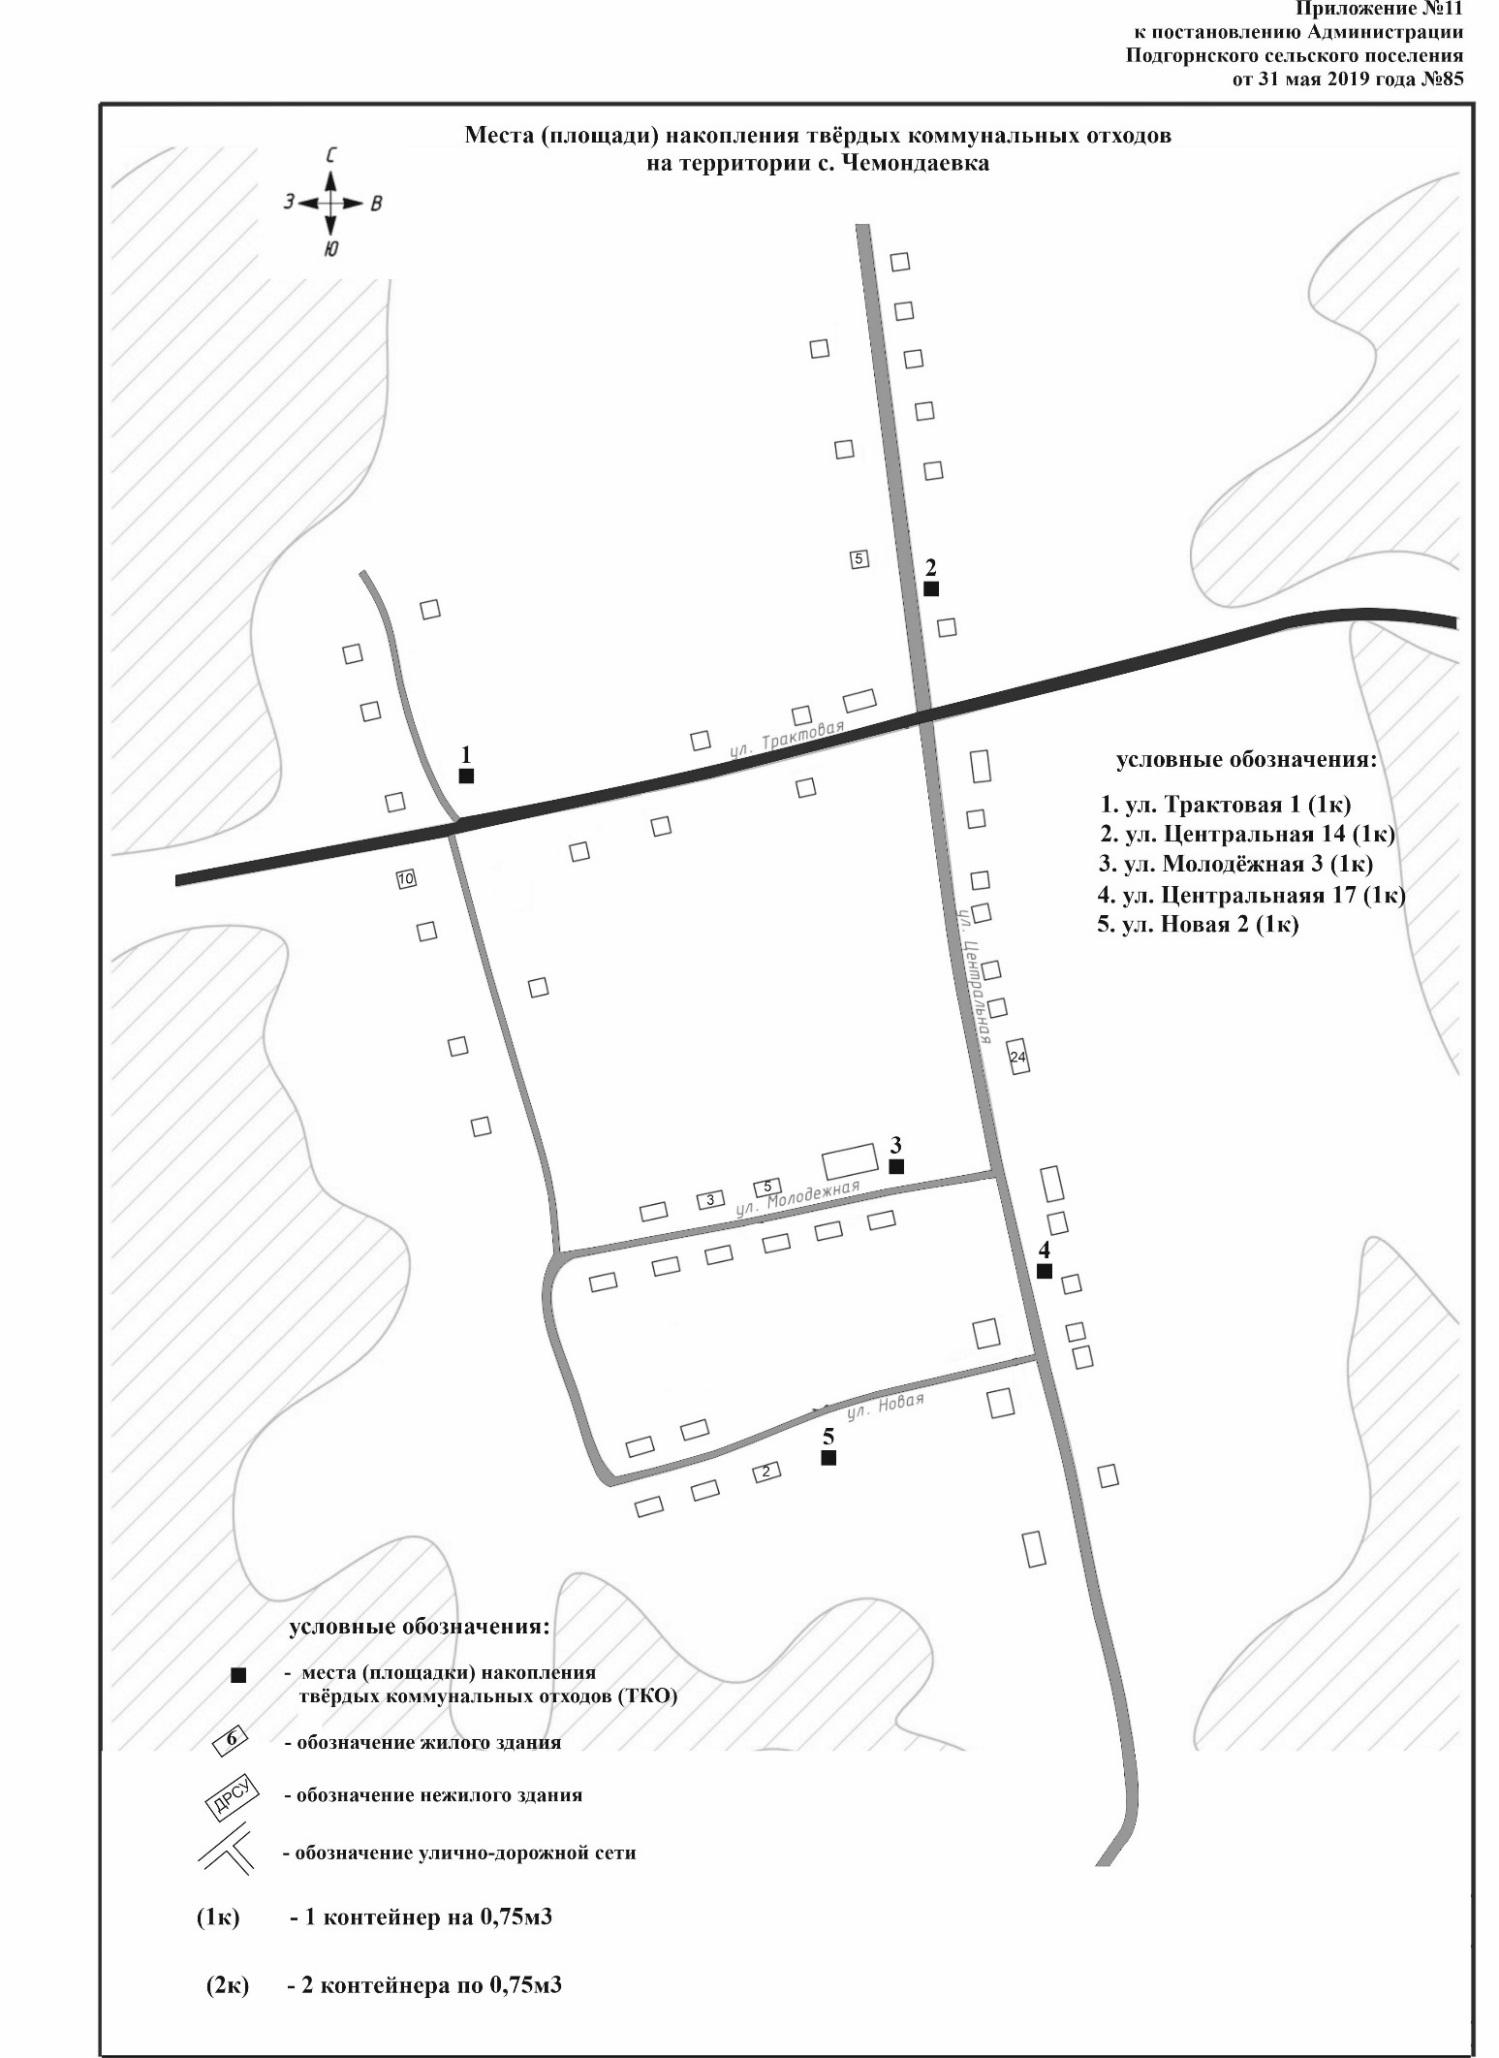 Приложение №11
к постановлению Администрации
Подгорнского сельского поселения
от 31 мая 2019 года №85
Места (площади) накопления твёрдых коммунальных отходов
на территории с. Чемондаевка
С
З В
Ю
5
2
1
ул. Трактовая
условные обозначения:
1. ул. Трактовая 1 (1к)
2. ул. Центральная 14 (1к)
3. ул. Молодёжная 3 (1к)
4. ул. Центральнаяя 17 (1к)
5. ул. Новая 2 (1к)
10
ул. Центральная
24
3
5
3
ул. Молодежная
4
ул. Новая
5
2
условные обозначения:
- места (площадки) накопления
твёрдых коммунальных отходов (ТКО)
6 - обозначение жилого здания
ДРСУ - обозначение нежилого здания
- обозначение улично-дорожной сети
(1к) - 1 контейнер на 0,75м3
(2к) - 2 контейнера по 0,75м3